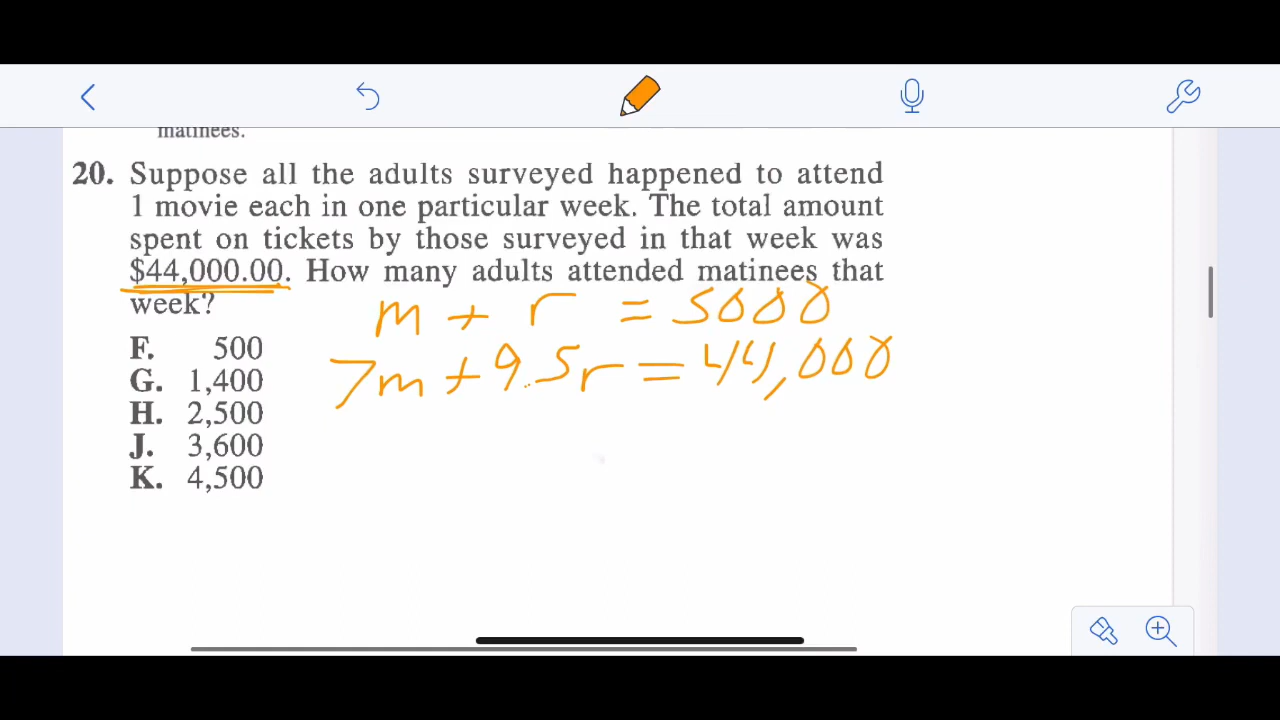 matinees.
20. Suppose all the adults surveyed happened to attend
1 movie each in one particular week. The total amount
spent on tickets by those surveyed in that week was
$44,000.00. How many adults attended matinees that
week?
m + r = 5000
F. 500
7m + 9.5r = 44,000
G. 1,400
H. 2,500
J. 3,600
K. 4,500